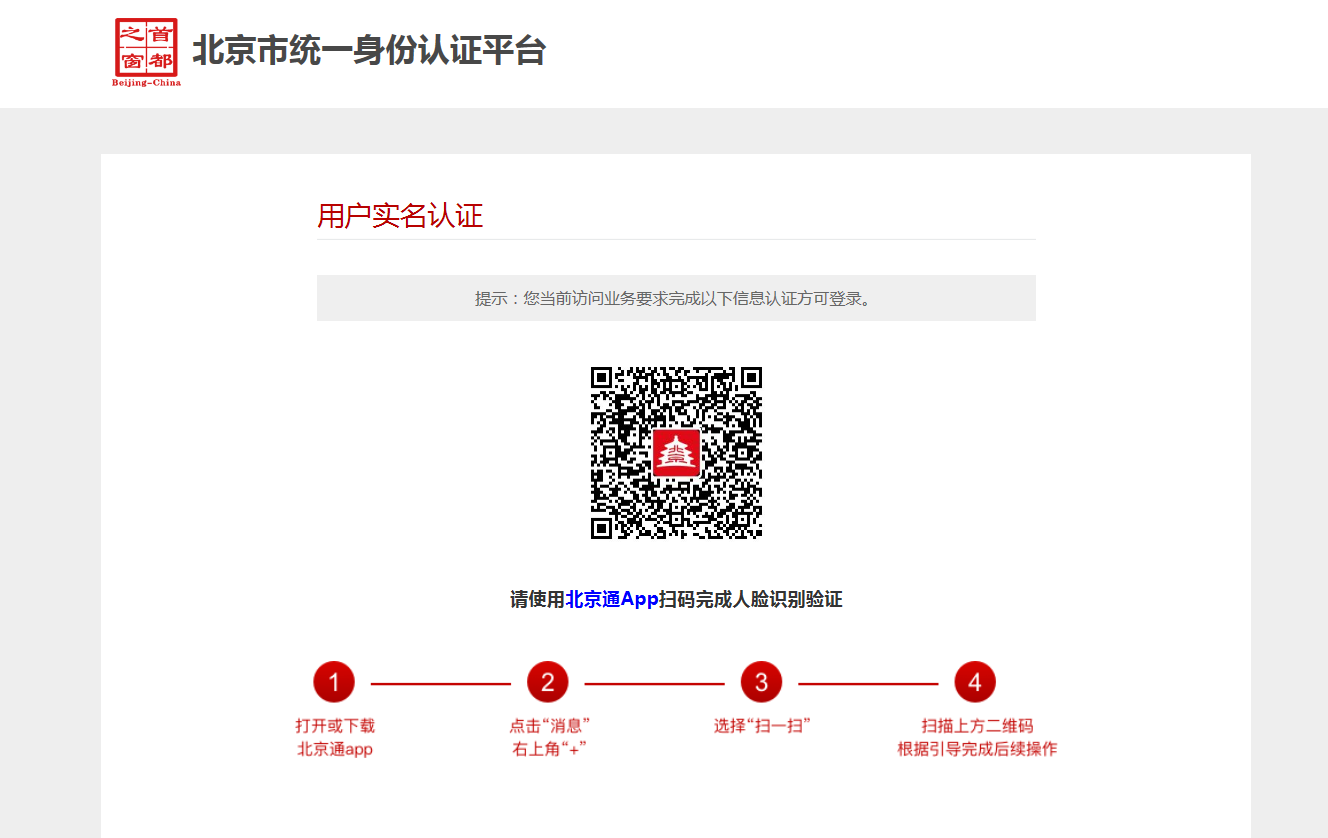 首都
之窗
Beijing-China
北京市统一身份认证平台
用户实名认证
提示：您当前访问业务要求完成以下信息认证方可登录。
请使用北京通App扫码完成人脸识别验证
1
打开或下载
北京通app
2
点击“消息”
右上角“+”
3
选择“扫一扫”
4
扫描上方二维码
根据引导完成后续操作